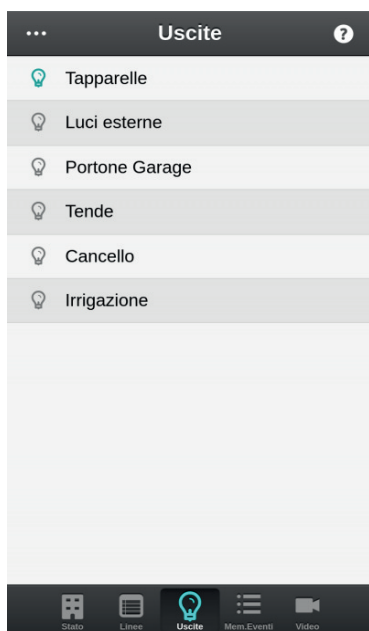 Uscite
Tapparelle
Luci esterne
Portone Garage
Tende
Cancello
Irrigazione
Stato Linee Uscite Mem.Eventi Video